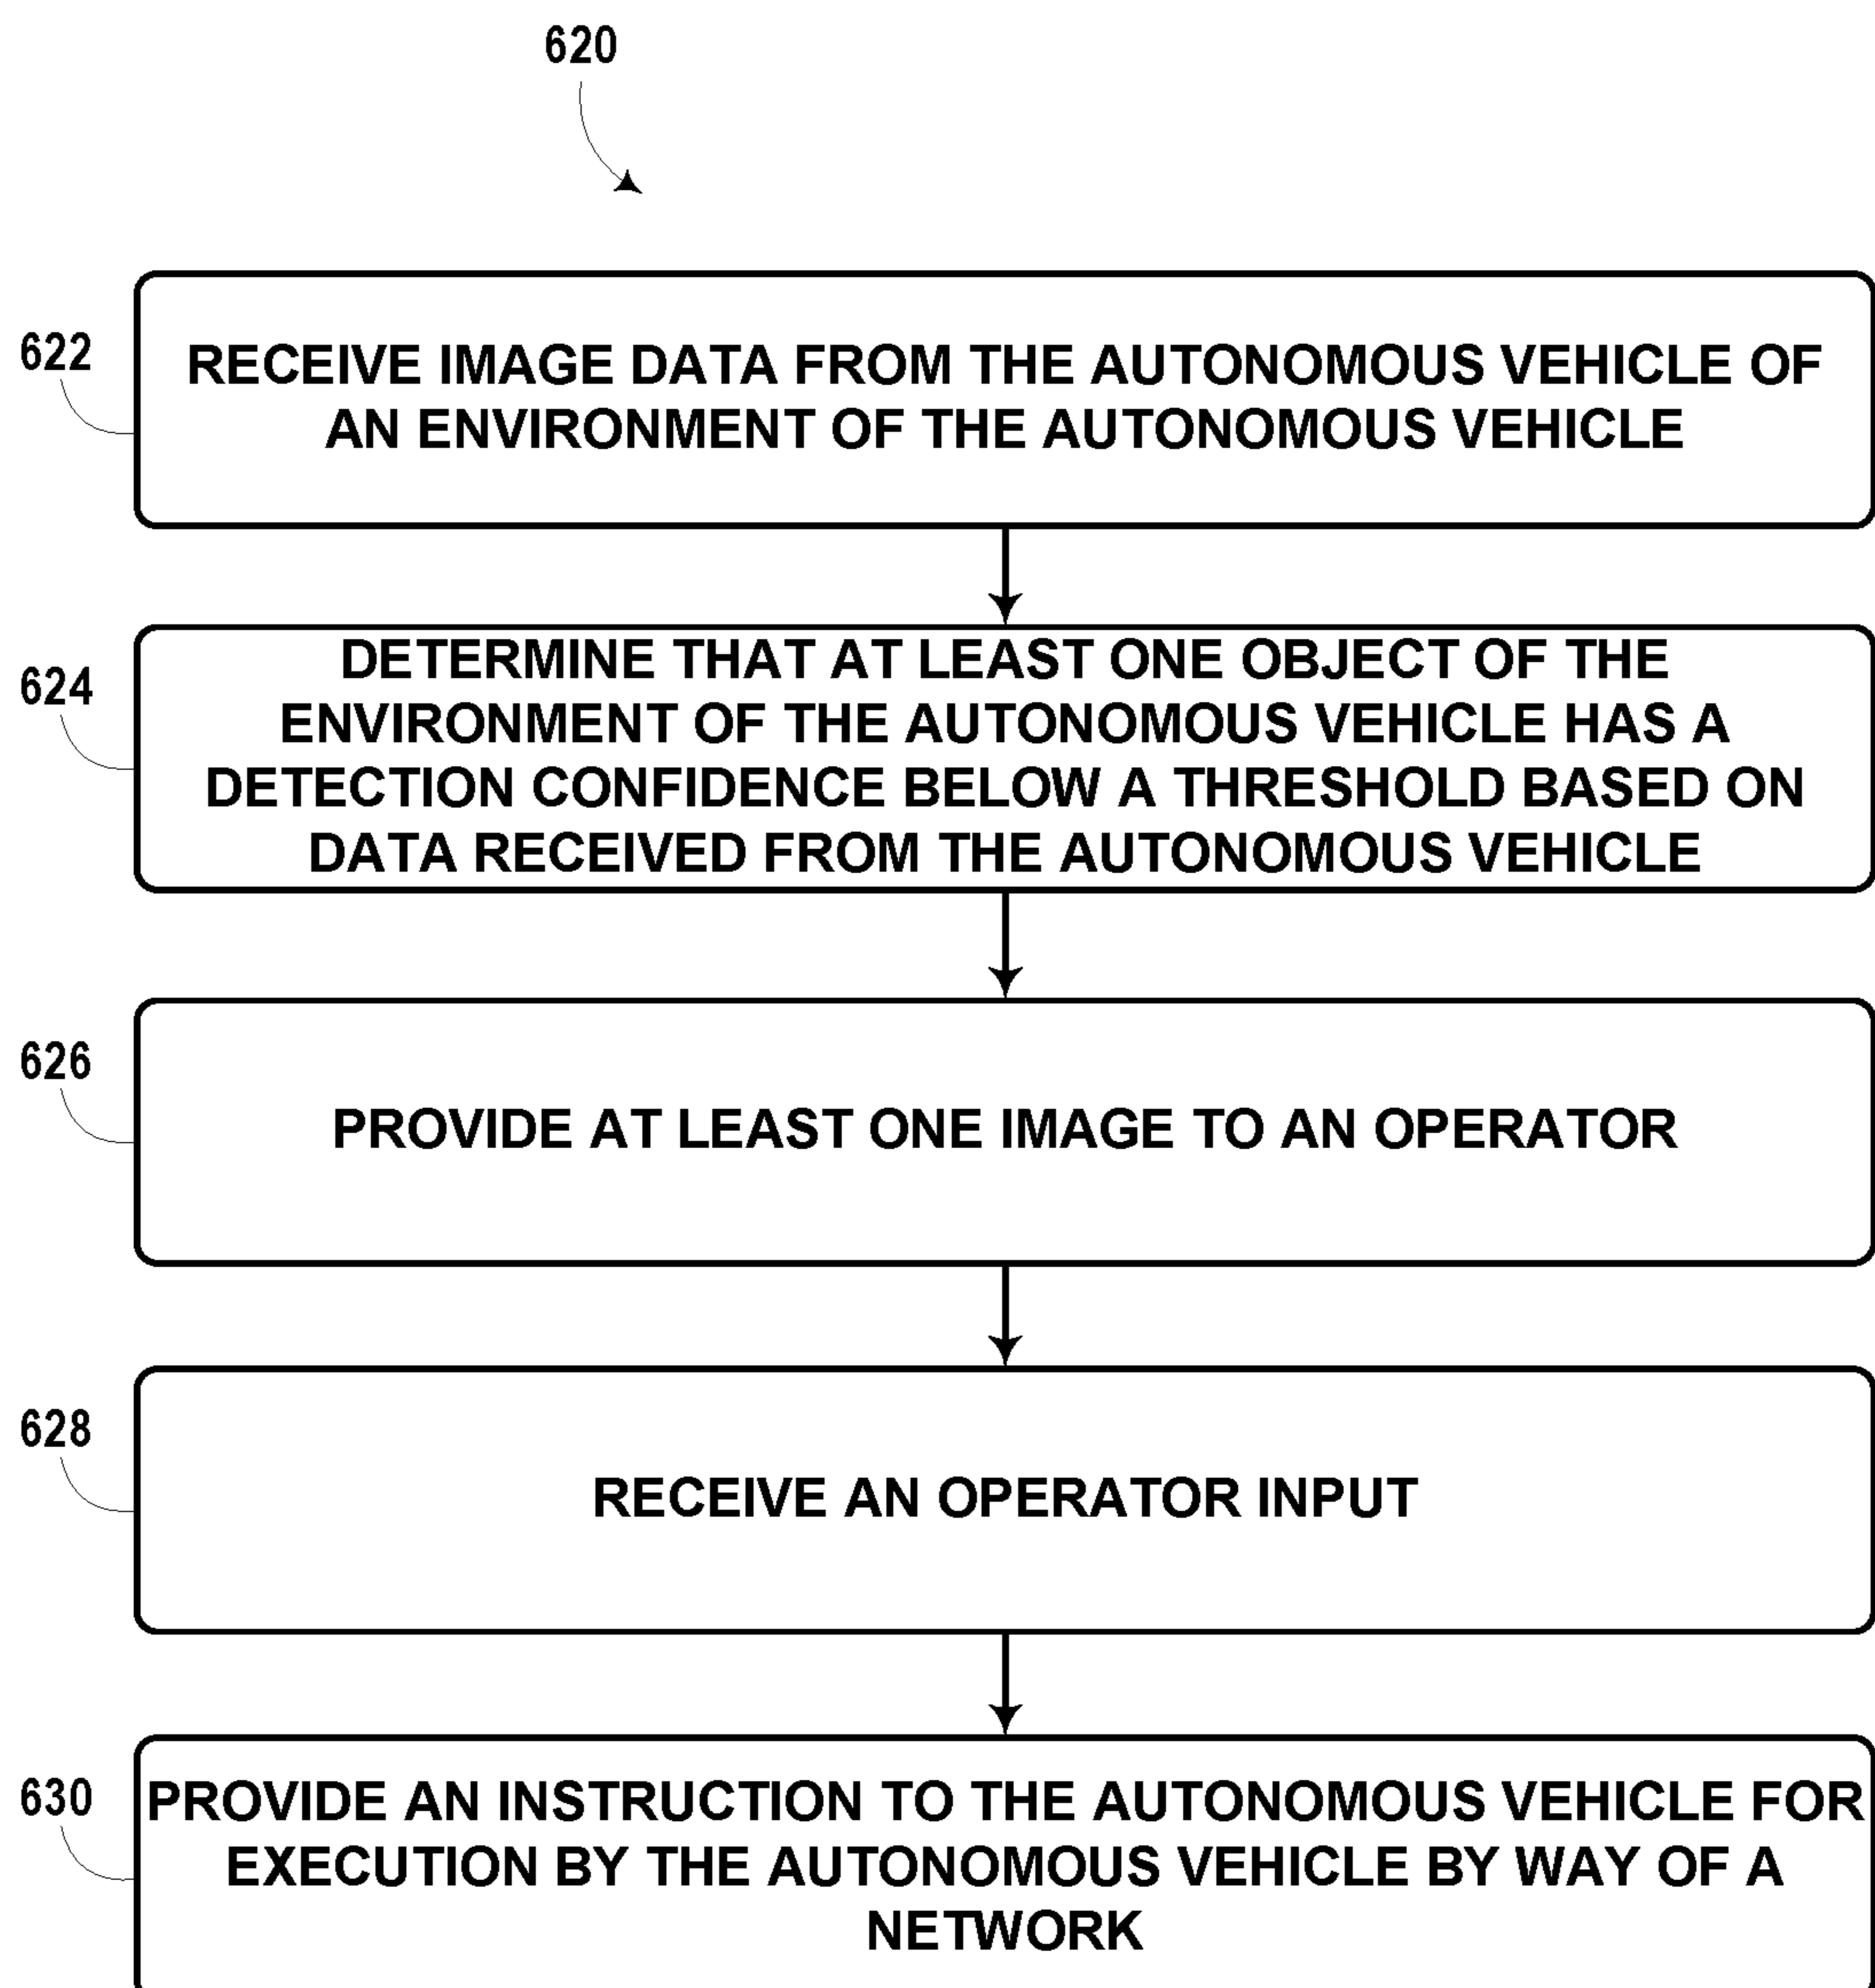 620
622
RECEIVE IMAGE DATA FROM THE AUTONOMOUS VEHICLE OF
AN ENVIRONMENT OF THE AUTONOMOUS VEHICLE
624
DETERMINE THAT AT LEAST ONE OBJECT OF THE
ENVIRONMENT OF THE AUTONOMOUS VEHICLE HAS A
DETECTION CONFIDENCE BELOW A THRESHOLD BASED ON
DATA RECEIVED FROM THE AUTONOMOUS VEHICLE
626
PROVIDE AT LEAST ONE IMAGE TO AN OPERATOR
628
RECEIVE AN OPERATOR INPUT
630
PROVIDE AN INSTRUCTION TO THE AUTONOMOUS VEHICLE FOR
EXECUTION BY THE AUTONOMOUS VEHICLE BY WAY OF A
NETWORK